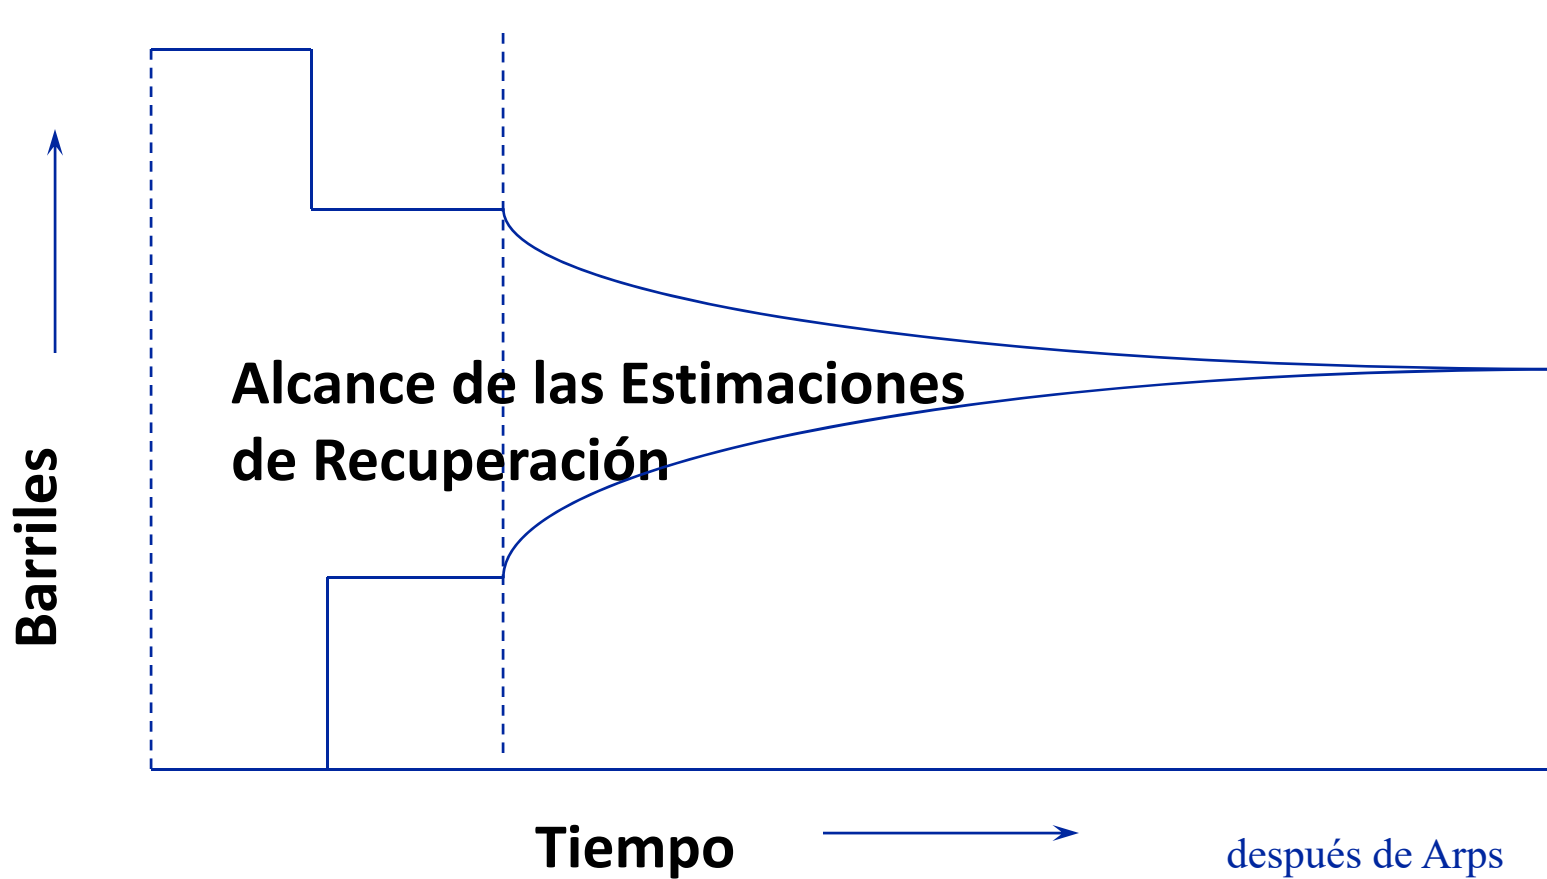 Alcance de las Estimaciones
de Recuperación
Barriles
Tiempo
después de Arps